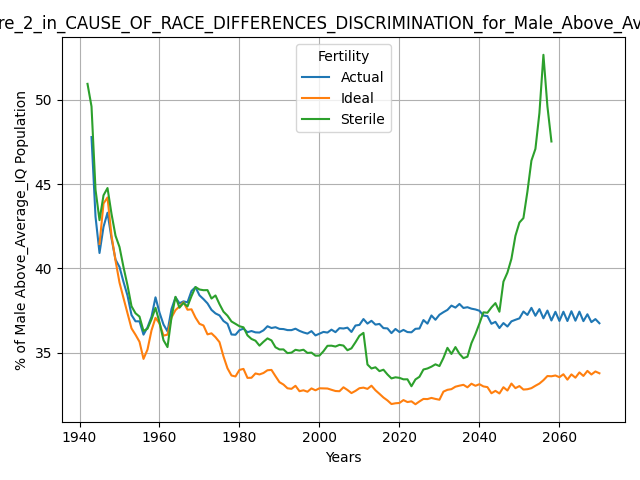 re_2_in_CAUSE_OF_RACE_DIFFERENCES_DISCRIMINATION_for_Male_Above_Av
Fertility
Actual
Ideal
Sterile
% of Male Above_Average_IQ Population
50
45
40
35
1940 1960 1980 2000 2020 2040 2060
Years